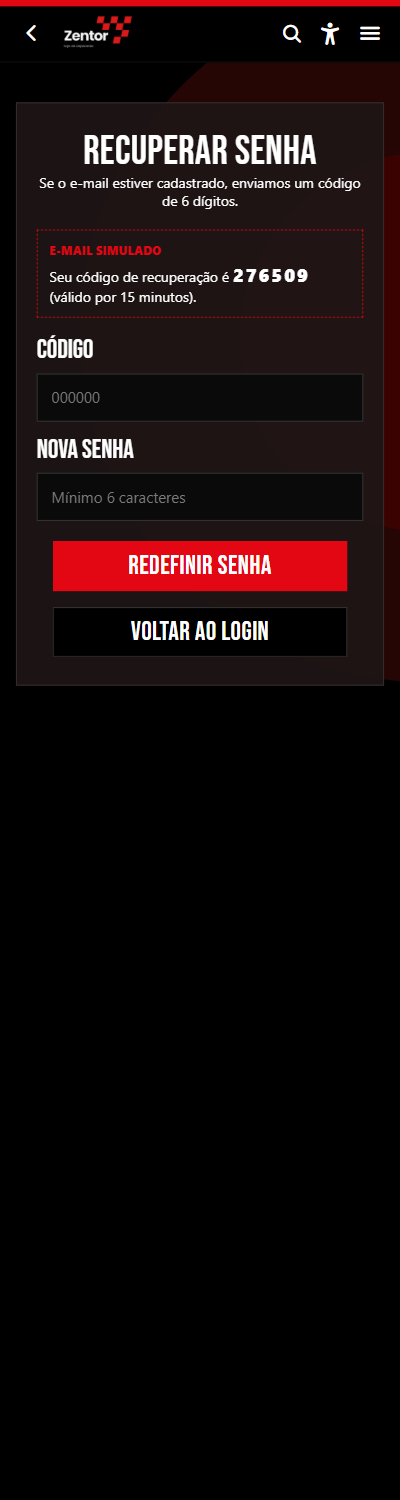 Zentor
RECUPERAR SENHA
Se o e-mail estiver cadastrado, enviamos um código
de 6 dígitos.
E-MAIL SIMULADO
Seu código de recuperação é 276509
(válido por 15 minutos).
CÓDIGO
000000
NOVA SENHA
Mínimo 6 caracteres
REDEFINIR SENHA
VOLTAR AO LOGIN